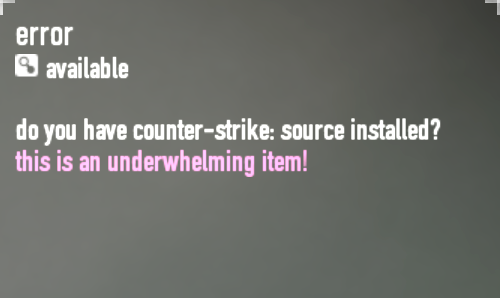 error
available
do you have counter-strike: source installed?
this is an underwhelming item!